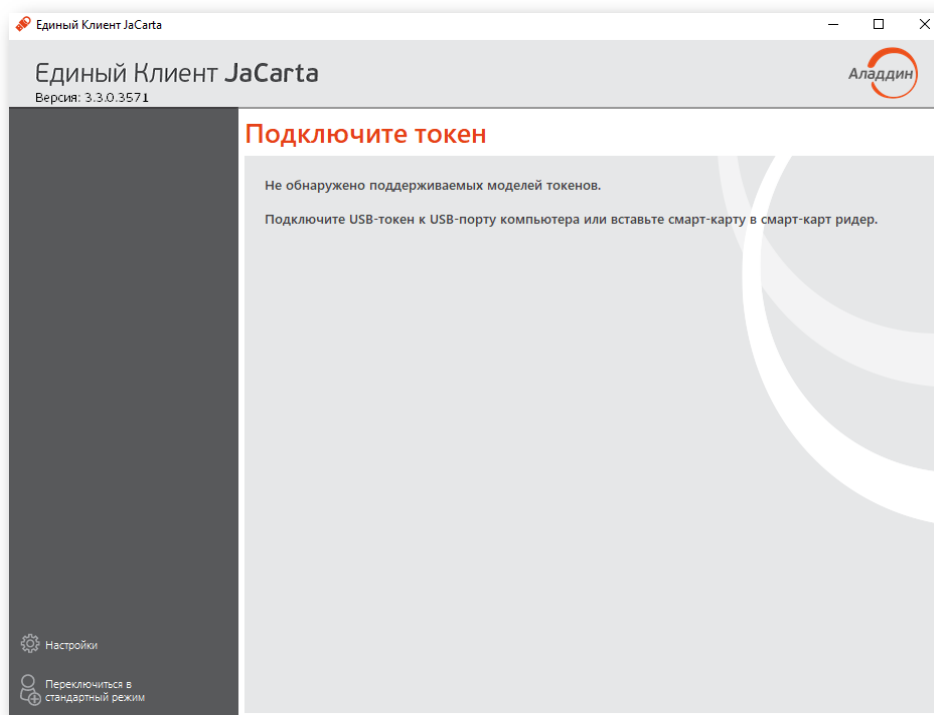 Единый Клиент JaCarta
Единый Клиент JaCarta
Аладдин
Версия: 3.3.0.3571
Подключите токен
Не обнаружено поддерживаемых моделей токенов.
Подключите USB-токен к USB-порту компьютера или вставьте смарт-карту в смарт-карт ридер.
Настройки
Переключиться в
стандартный режим